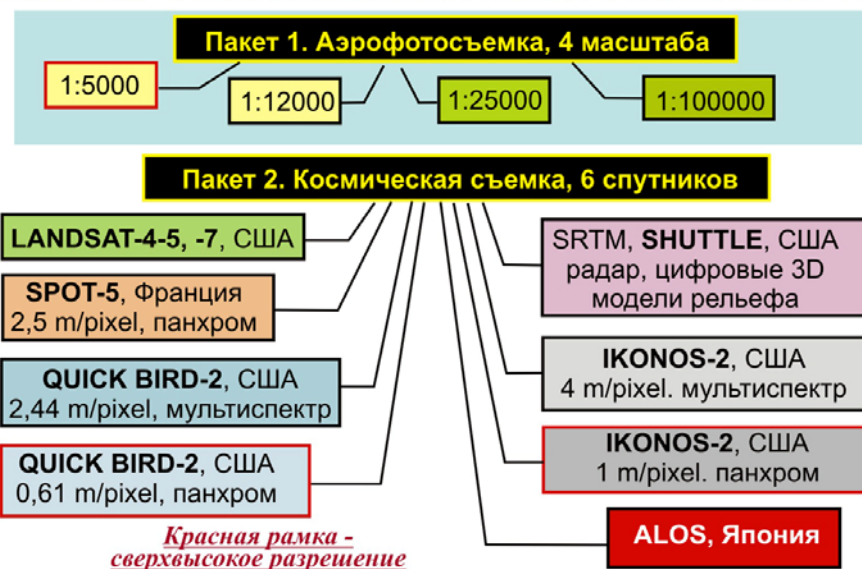 Пакет 1. Аэрофотосъемка, 4 масштаба
1:5000
1:12000
1:25000
1:100000
Пакет 2. Космическая съемка, 6 спутников
LANDSAT-4-5, -7, США
SPOT-5, Франция
2,5 m/pixel, панхром
QUICK BIRD-2, США
2,44 m/pixel, мультиспектр
QUICK BIRD-2, США
0,61 m/pixel, панхром
Красная рамка -
сверхвысокое разрешение
SRTM, SHUTTLE, США
радар, цифровые 3D
модели рельефа
IKONOS-2, США
4 m/pixel. мультиспектр
IKONOS-2, США
1 m/pixel. панхром
ALOS, Япония